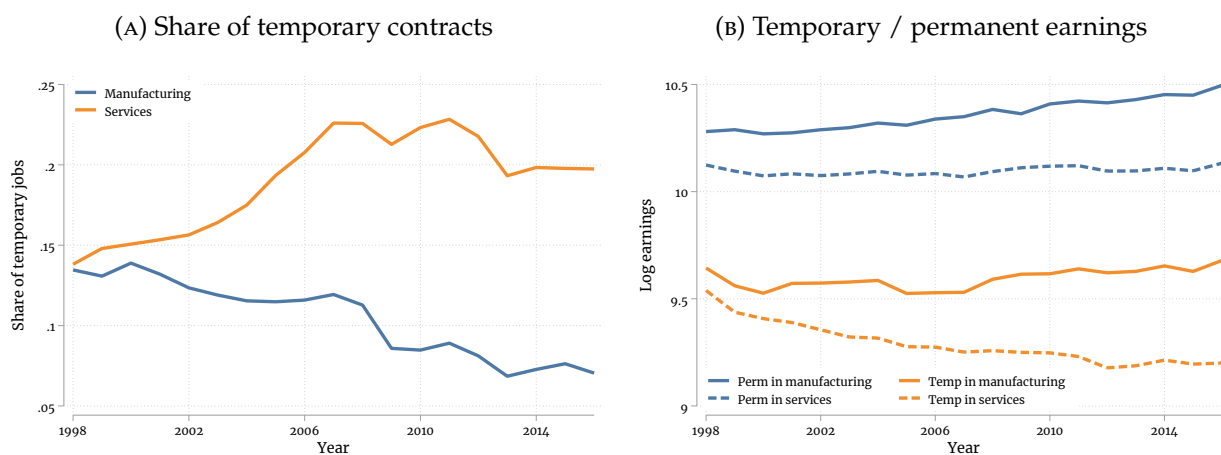 (A) Share of temporary contracts
.25
.2
.15
.1
.05
Share of temporary jobs
Manufacturing
Services
1998 2002 2006 2010 2014
Year
(B) Temporary / permanent earnings
10.5
10
9.5
9
Log earnings
Perm in manufacturing Temp in manufacturing
Perm in services Temp in services
1998 2002 2006 2010 2014
Year